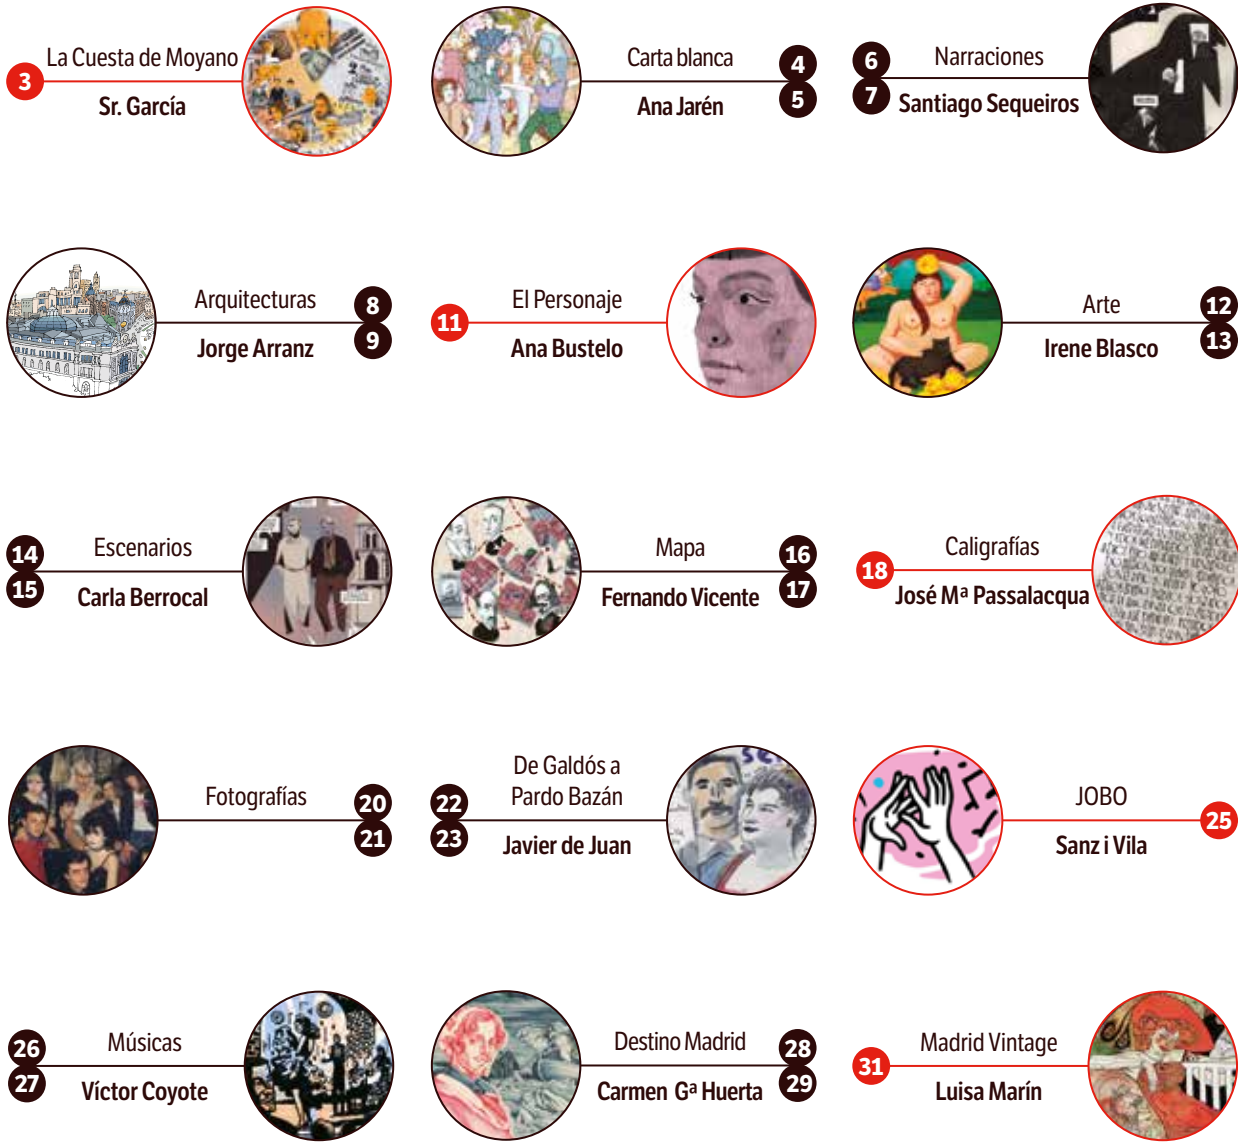 La Cuesta de Moyano
3
Sr. García
Carta blanca
4
5
Ana Jarén
6
7
Narraciones
Santiago Sequeiros
Arquitecturas
8
9
Jorge Arranz
El Personaje
11
Ana Bustelo
Arte
12
13
Irene Blasco
14
15
Escenarios
Carla Berrocal
Mapa
16
17
Fernando Vicente
Caligrafías
18
José Mª Passalacqua
Fotografías
20
21
De Galdós a
Pardo Bazán
22
23
Javier de Juan
JOBO
25
Sanz i Vila
26
27
Músicas
Víctor Coyote
Destino Madrid
28
29
Carmen Gª Huerta
Madrid Vintage
31
Luisa Marín